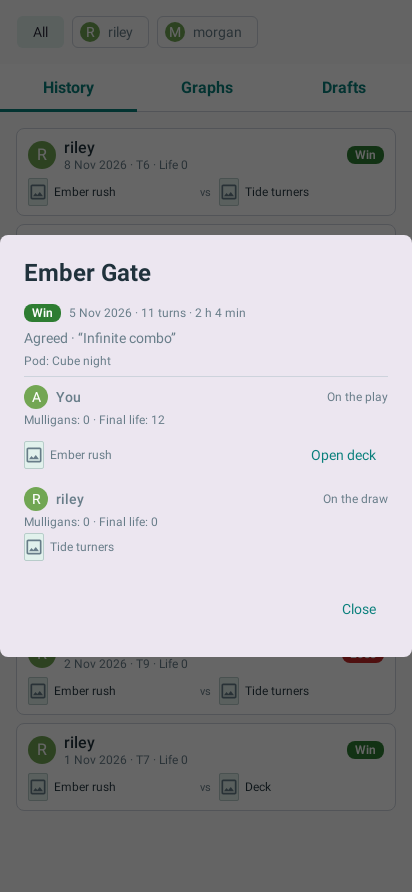 All
R riley
M morgan
History
Graphs
Drafts
R
riley
8 Nov 2026 · T6 · Life 0
Win
Ember rush
vs
Tide turners
Ember Gate
Win
5 Nov 2026 · 11 turns · 2 h 4 min
Agreed · “Infinite combo”
Pod: Cube night
A
You
On the play
Mulligans: 0 · Final life: 12
Ember rush
Open deck
R
riley
On the draw
Mulligans: 0 · Final life: 0
Tide turners
Close
2 Nov 2026 · T9 · Life 0
Ember rush
vs
Tide turners
R
riley
1 Nov 2026 · T7 · Life 0
Win
Ember rush
vs
Deck